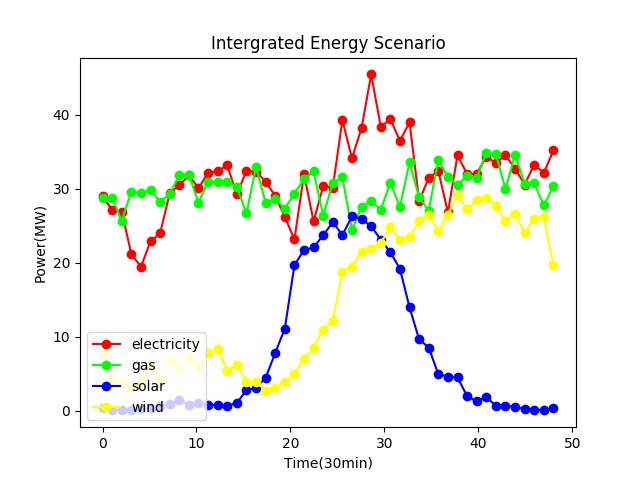 Intergrated Energy Scenario
Power(MW)
40
30
20
10
0
electricity
gas
solar
wind
0 10 20 30 40 50
Time(30min)